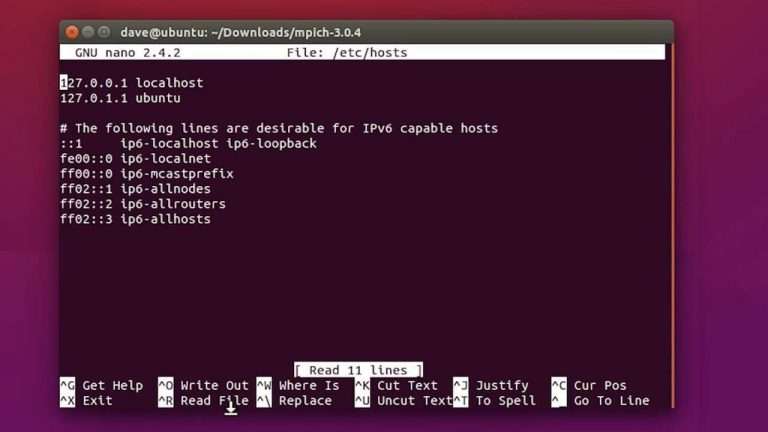 dave@ubuntu: ~/Downloads/mpich-3.0.4
GNU nano 2.4.2 File: /etc/hosts
127.0.0.1 localhost
127.0.1.1 ubuntu
# The following lines are desirable for IPv6 capable hosts
::1 ip6-localhost ip6-loopback
fe00::0 ip6-localnet
ff00::0 ip6-mcastprefix
ff02::1 ip6-allnodes
ff02::2 ip6-allrouters
ff02::3 ip6-allhosts
[ Read 11 lines ]
^G Get Help ^O Write Out ^W Where Is ^K Cut Text ^J Justify ^C Cur Pos
^X Exit ^R Read File ^\ Replace ^U Uncut Text ^T To Spell ^_ Go To Line